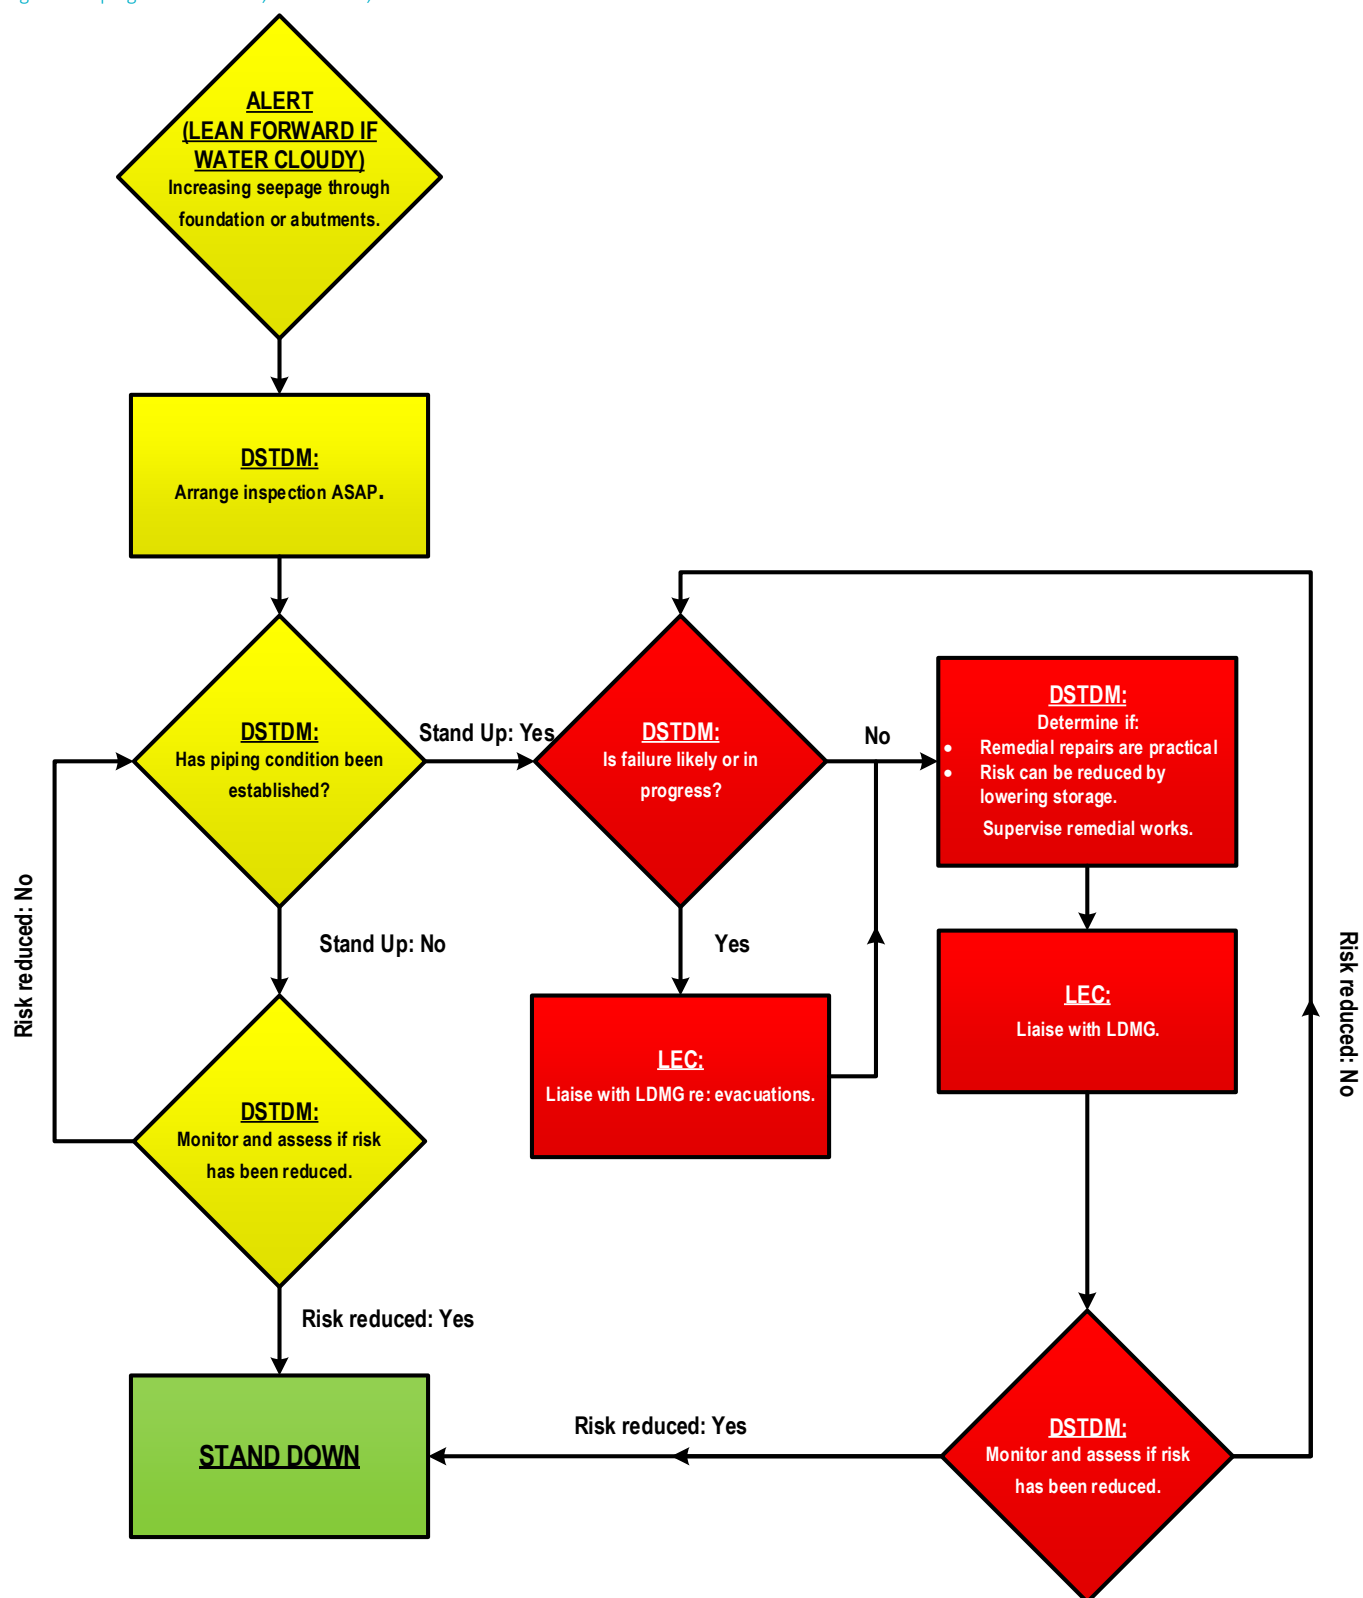 ALERT
(LEAN FORWARD IF
WATER CLOUDY)
Increasing seepage through
foundation or abutments.
DSTDM:
Arrange inspection ASAP.
DSTDM:
Has piping condition been
established?
Stand Up: Yes
DSTDM:
Is failure likely or in
progress?
No
DSTDM:
Determine if:
• Remedial repairs are practical
• Risk can be reduced by
lowering storage.
Supervise remedial works.
Risk reduced: No
Stand Up: No
Yes
LEC:
Liaise with LDMG re: evacuations.
LEC:
Liaise with LDMG.
Risk reduced: No
DSTDM:
Monitor and assess if risk
has been reduced.
Risk reduced: Yes
STAND DOWN
Risk reduced: Yes
DSTDM:
Monitor and assess if risk
has been reduced.